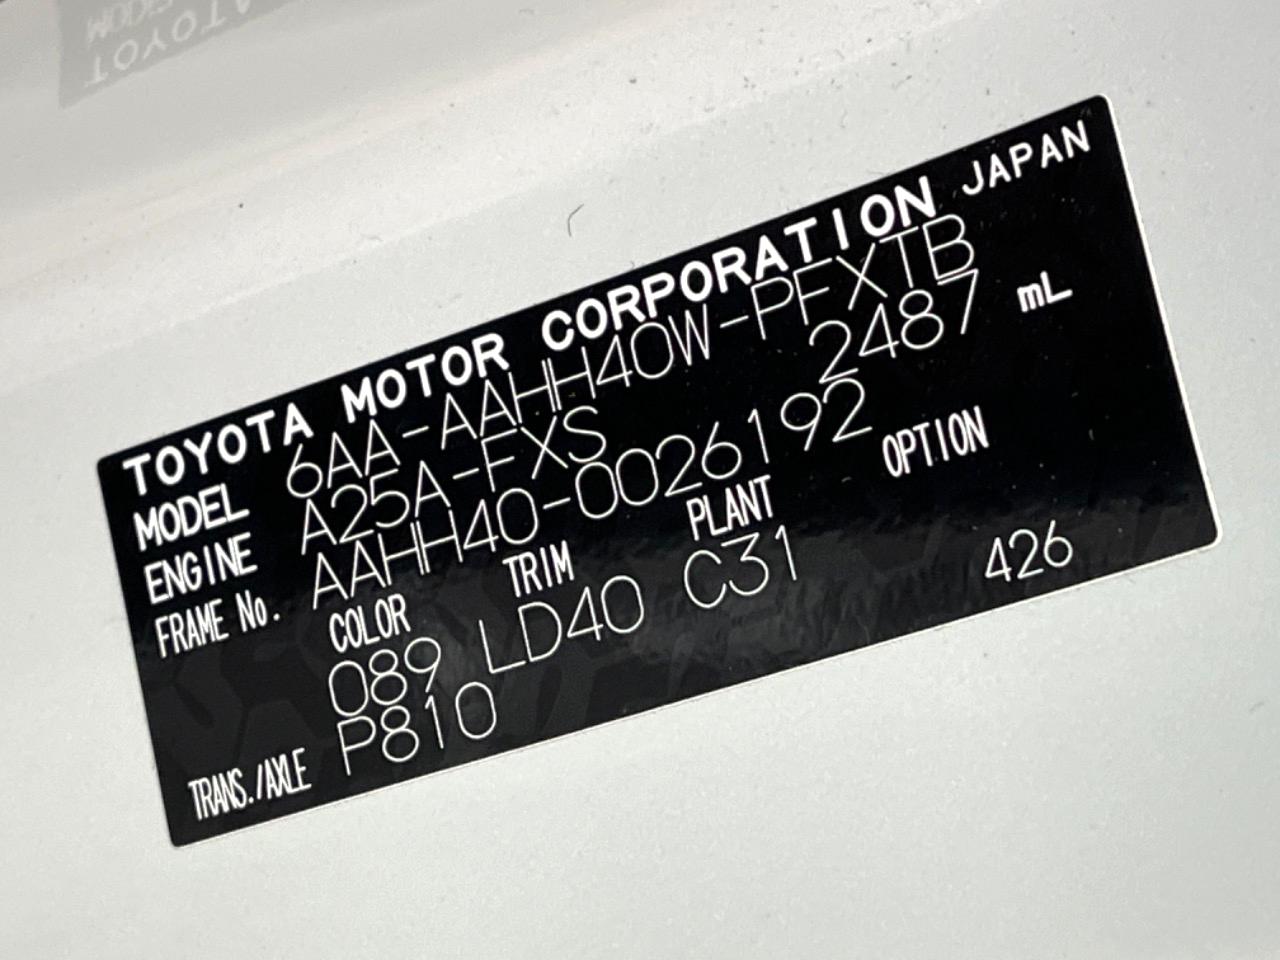 TOYOTA MOTOR CORPORATION JAPAN
MODEL 6AA-AAHH40W-PFXTB
ENGINE A25A-FXS 2487 mL
FRAME No. AAHH40-0026192
COLOR TRIM PLANT OPTION
089 LD40 C31 426
TRANS./AXLE P810